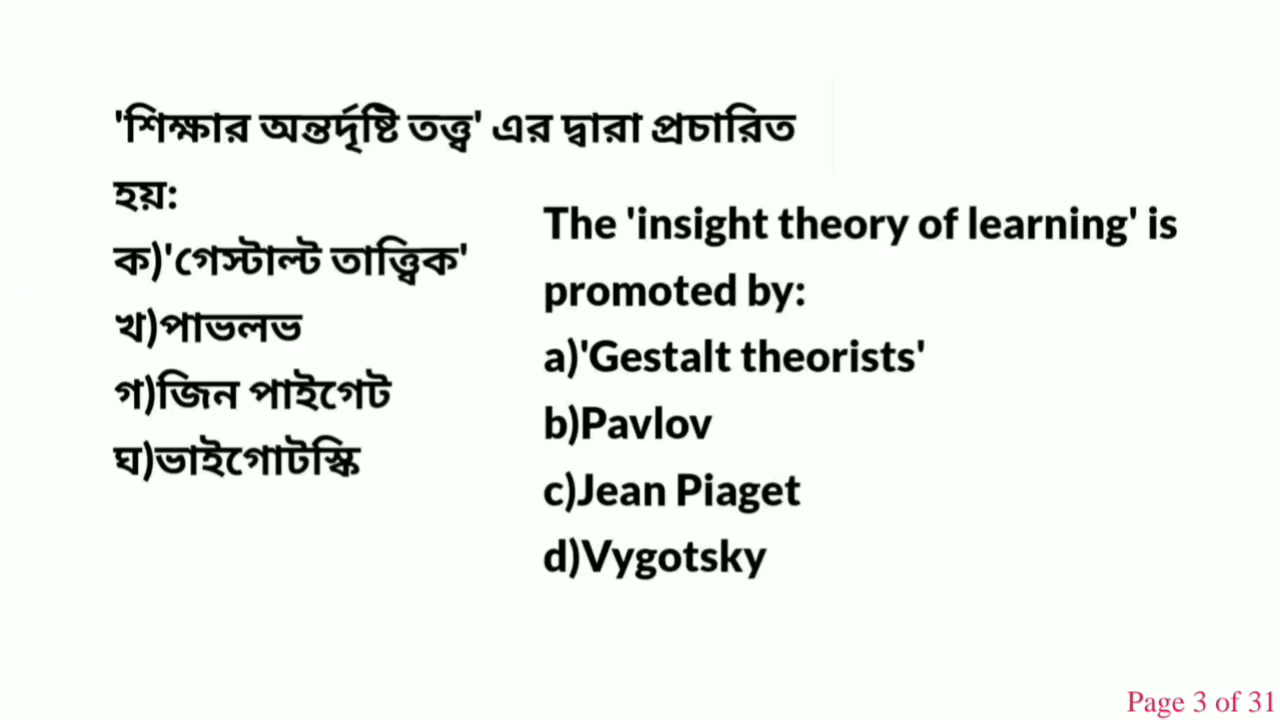 'শিক্ষার অন্তর্দৃষ্টি তত্ত্ব' এর দ্বারা প্রচারিত
হয়:
ক)'গেস্টাল্ট তাত্ত্বিক'
খ)পাভলভ
গ)জিন পাইগেট
ঘ)ভাইগোটস্কি
The 'insight theory of learning' is
promoted by:
a)'Gestalt theorists'
b)Pavlov
c)Jean Piaget
d)Vygotsky
Page 3 of 31